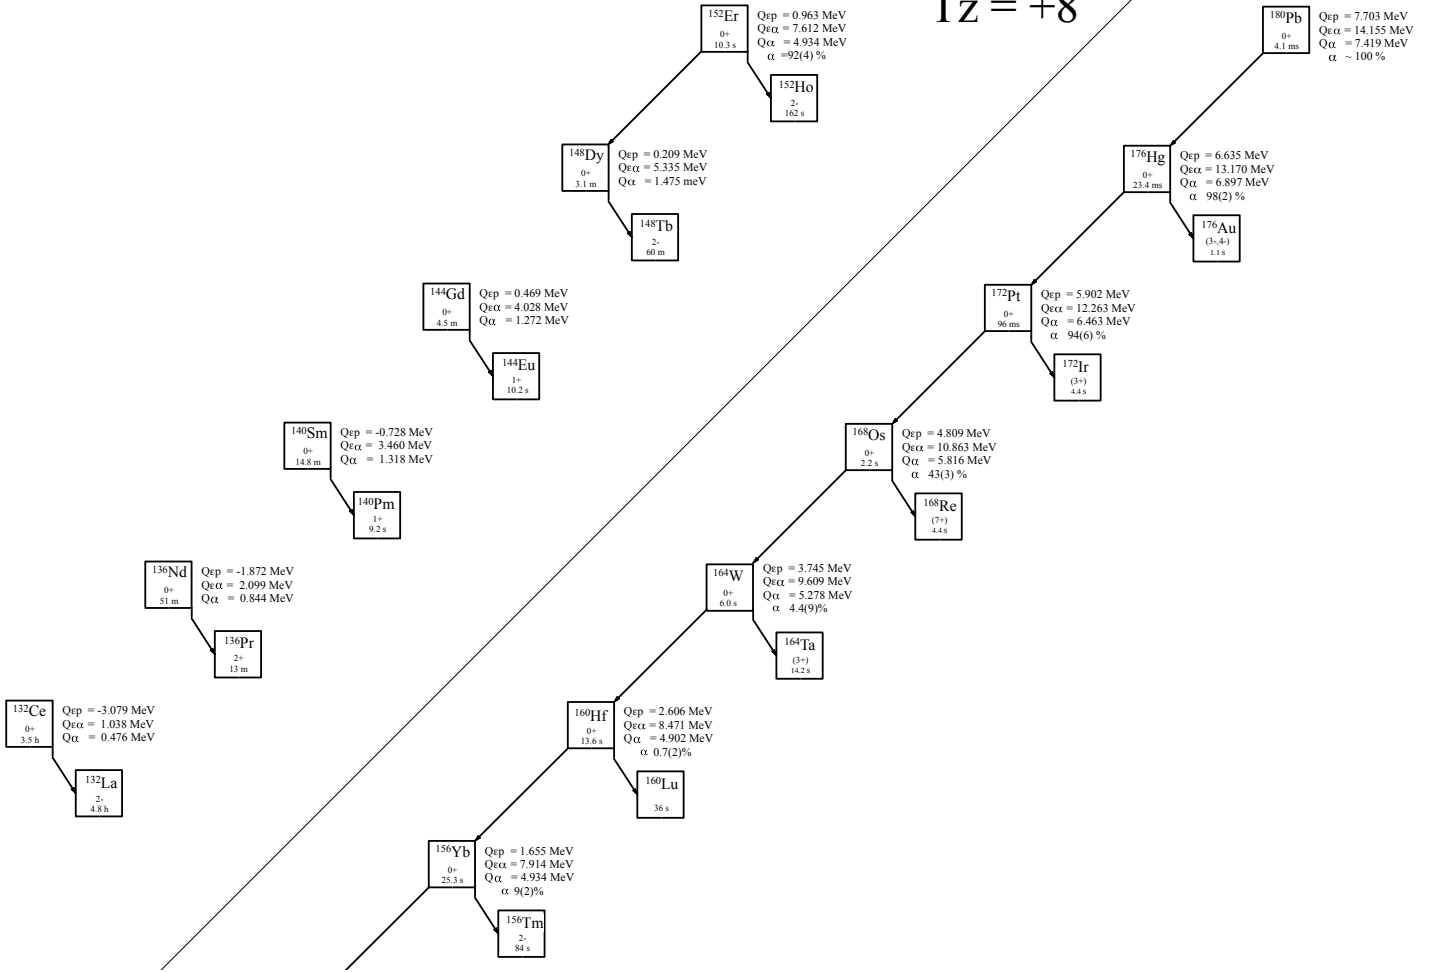 Tz = +8
152Er
0+
10.3 s
Qεp = 0.963 MeV
Qεα = 7.612 MeV
Qα = 4.934 MeV
α =92(4) %
152Ho
2-
162 s
148Dy
0+
3.1 m
Qεp = 0.209 MeV
Qεα = 5.335 MeV
Qα = 1.475 meV
148Tb
2-
60 m
144Gd
0+
4.5 m
Qεp = 0.469 MeV
Qεα = 4.028 MeV
Qα = 1.272 MeV
144Eu
1+
10.2 s
140Sm
0+
14.8 m
Qεp = -0.728 MeV
Qεα = 3.460 MeV
Qα = 1.318 MeV
140Pm
1+
9.2 s
136Nd
0+
51 m
Qεp = -1.872 MeV
Qεα = 2.099 MeV
Qα = 0.844 MeV
136Pr
2+
13 m
132Ce
0+
3.5 h
Qεp = -3.079 MeV
Qεα = 1.038 MeV
Qα = 0.476 MeV
132La
2-
4.8 h
180Pb
0+
4.1 ms
Qεp = 7.703 MeV
Qεα = 14.155 MeV
Qα = 7.419 MeV
α ~ 100 %
176Hg
0+
23.4 ms
Qεp = 6.635 MeV
Qεα = 13.170 MeV
Qα = 6.897 MeV
α 98(2) %
176Au
(3-,4-)
1.1 s
172Pt
0+
96 ms
Qεp = 5.902 MeV
Qεα = 12.263 MeV
Qα = 6.463 MeV
α 94(6) %
172Ir
(3+)
4.4 s
168Os
0+
2.2 s
Qεp = 4.809 MeV
Qεα = 10.863 MeV
Qα = 5.816 MeV
α 43(3) %
168Re
(7+)
4.4 s
164W
0+
6.0 s
Qεp = 3.745 MeV
Qεα = 9.609 MeV
Qα = 5.278 MeV
α 4.4(9)%
164Ta
(3+)
14.2 s
160Hf
0+
13.6 s
Qεp = 2.606 MeV
Qεα = 8.471 MeV
Qα = 4.902 MeV
α 0.7(2)%
160Lu
36 s
156Yb
0+
25.3 s
Qεp = 1.655 MeV
Qεα = 7.914 MeV
Qα = 4.934 MeV
α 9(2)%
156Tm
2-
84 s